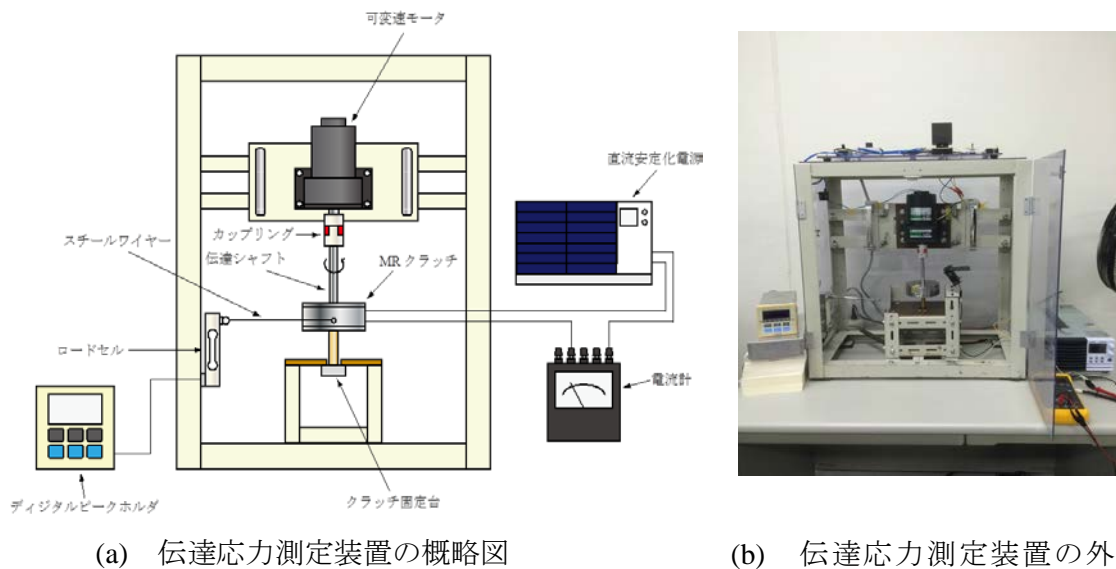 可変速モータ
直流安定化電源
カップリング
スチールワイヤー
伝達シャフト
MRクラッチ
ロードセル
電流計
クラッチ固定台
ディジタルピークホルダ
(a) 伝達応力測定装置の概略図
(b) 伝達応力測定装置の外